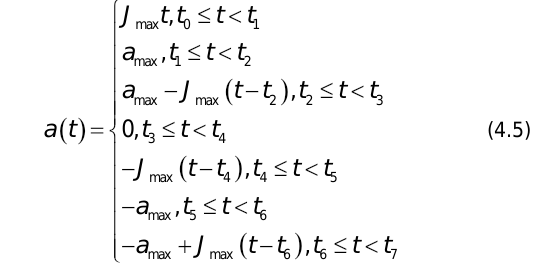 J_max t, t_0 ≤ t < t_1
a_max, t_1 ≤ t < t_2
a_max − J_max (t − t_2), t_2 ≤ t < t_3
a(t) = { 0, t_3 ≤ t < t_4 (4.5)
−J_max (t − t_4), t_4 ≤ t < t_5
−a_max, t_5 ≤ t < t_6
−a_max + J_max (t − t_6), t_6 ≤ t < t_7